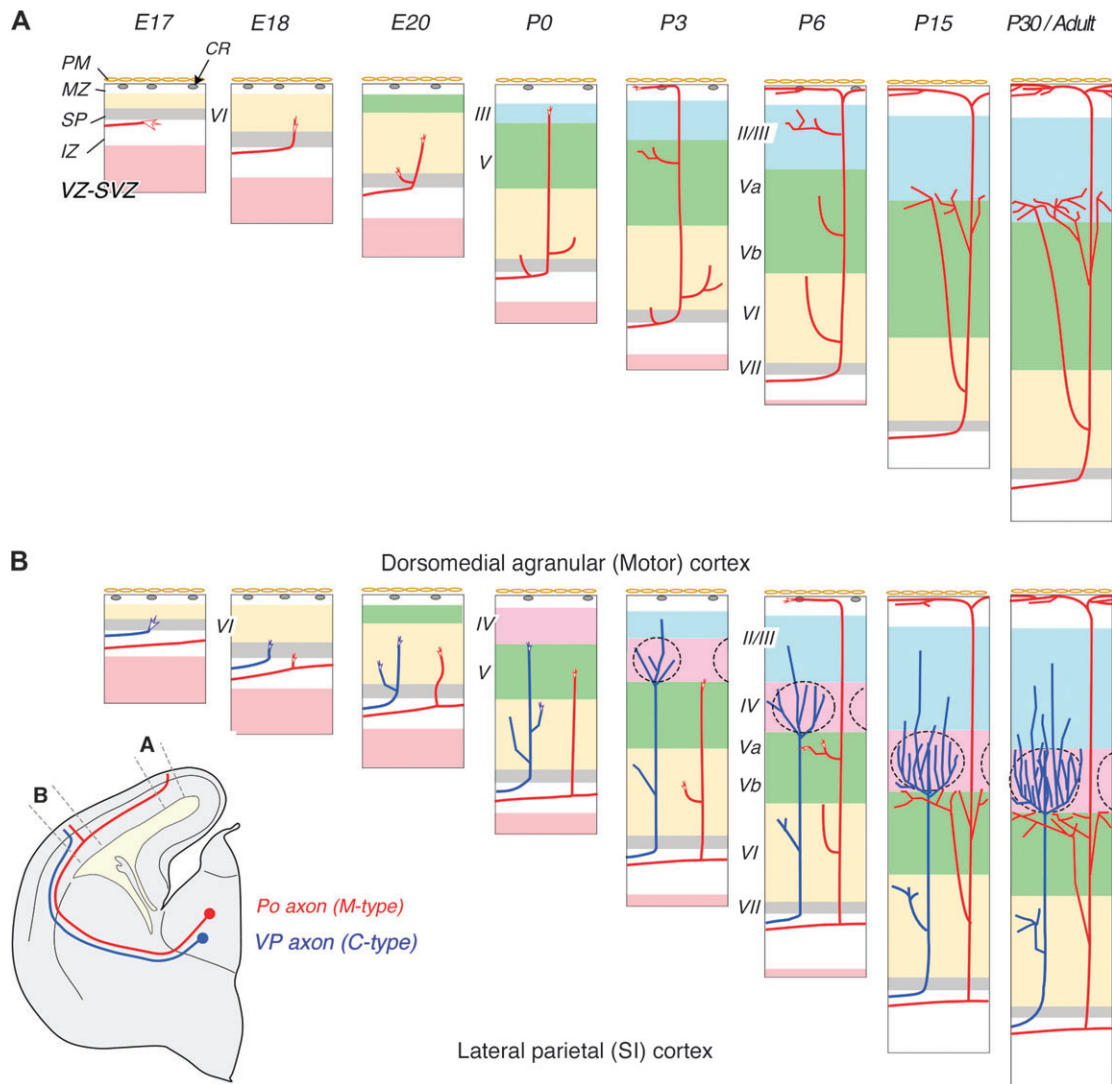 A
E17
E18
E20
P0
P3
P6
P15
P30 / Adult
CR
PM
MZ
SP
IZ
VZ-SVZ
VI
III
V
II/III
Va
Vb
VI
VII
Dorsomedial agranular (Motor) cortex
B
VI
IV
V
II/III
IV
Va
Vb
VI
VII
A
B
Po axon (M-type)
VP axon (C-type)
Lateral parietal (SI) cortex